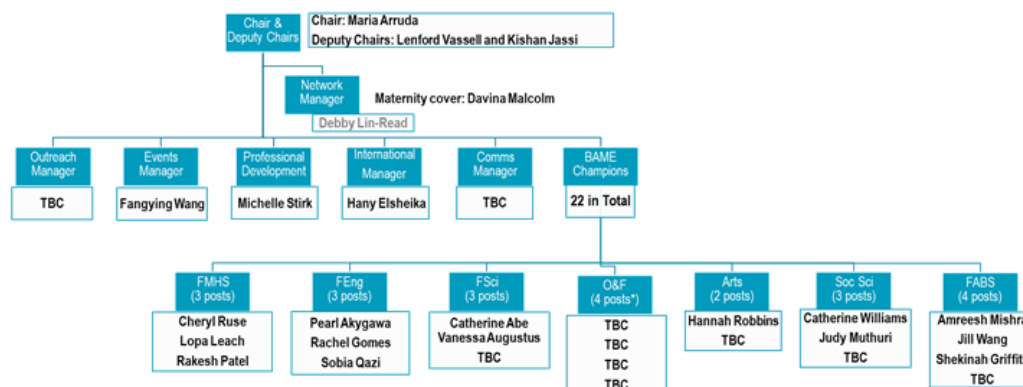 Chair &
Deputy Chairs
Chair: Maria Arruda
Deputy Chairs: Lenford Vassell and Kishan Jassi
Network
Manager
Maternity cover: Davina Malcolm
Debby Lin-Read
Outreach
Manager
TBC
Events
Manager
Fangying Wang
Professional
Development
Michelle Stirk
International
Manager
Hany Elsheika
Comms
Manager
TBC
BAME
Champions
22 in Total
FMHS
(3 posts)
Cheryl Ruse
Lopa Leach
Rakesh Patel
FEng
(3 posts)
Pearl Akygawa
Rachel Gomes
Sobia Qazi
FSci
(3 posts)
Catherine Abe
Vanessa Augustus
TBC
O&F
(4 posts*)
TBC
TBC
TBC
TBC
Arts
(2 posts)
Hannah Robbins
TBC
Soc Sci
(3 posts)
Catherine Williams
Judy Muthuri
TBC
FABS
(4 posts)
Amreesh Mishra
Jill Wang
Shekinah
TBC